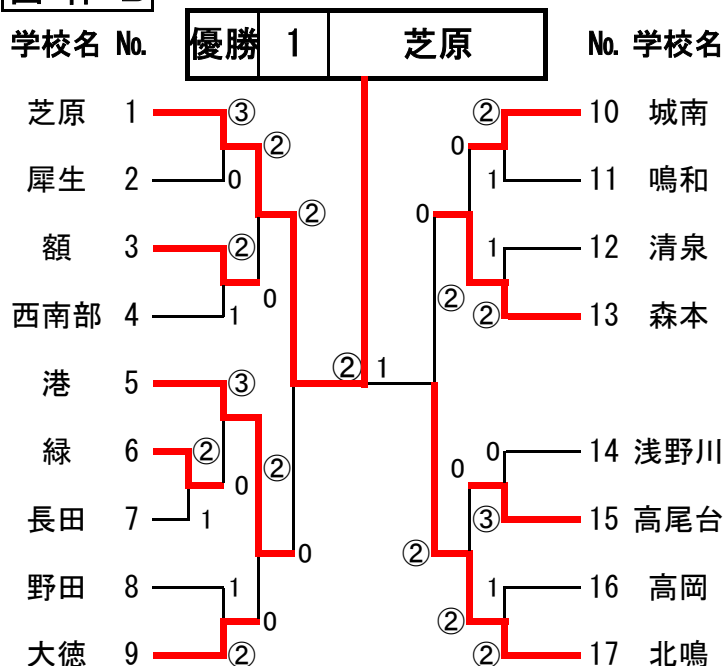 学校名 No. 優勝 1 芝原 No. 学校名
芝原 1 ③ ② 10 城南
② 0
犀生 2 0 1 11 鳴和
② 0
額 3 ② 1 12 清泉
0 ②
西南部 4 1 ② 13 森本
② 1
港 5 ③
緑 6 ② 0 14 浅野川
② 0
0
長田 7 1 ③ 15 高尾台
0 ②
野田 8 1 1 16 高岡
0 ②
大徳 9 ② ② 17 北鳴